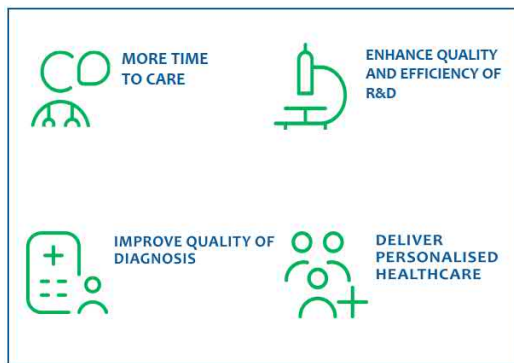 MORE TIME
TO CARE
ENHANCE QUALITY
AND EFFICIENCY OF
R&D
IMPROVE QUALITY OF
DIAGNOSIS
DELIVER
PERSONALISED
HEALTHCARE